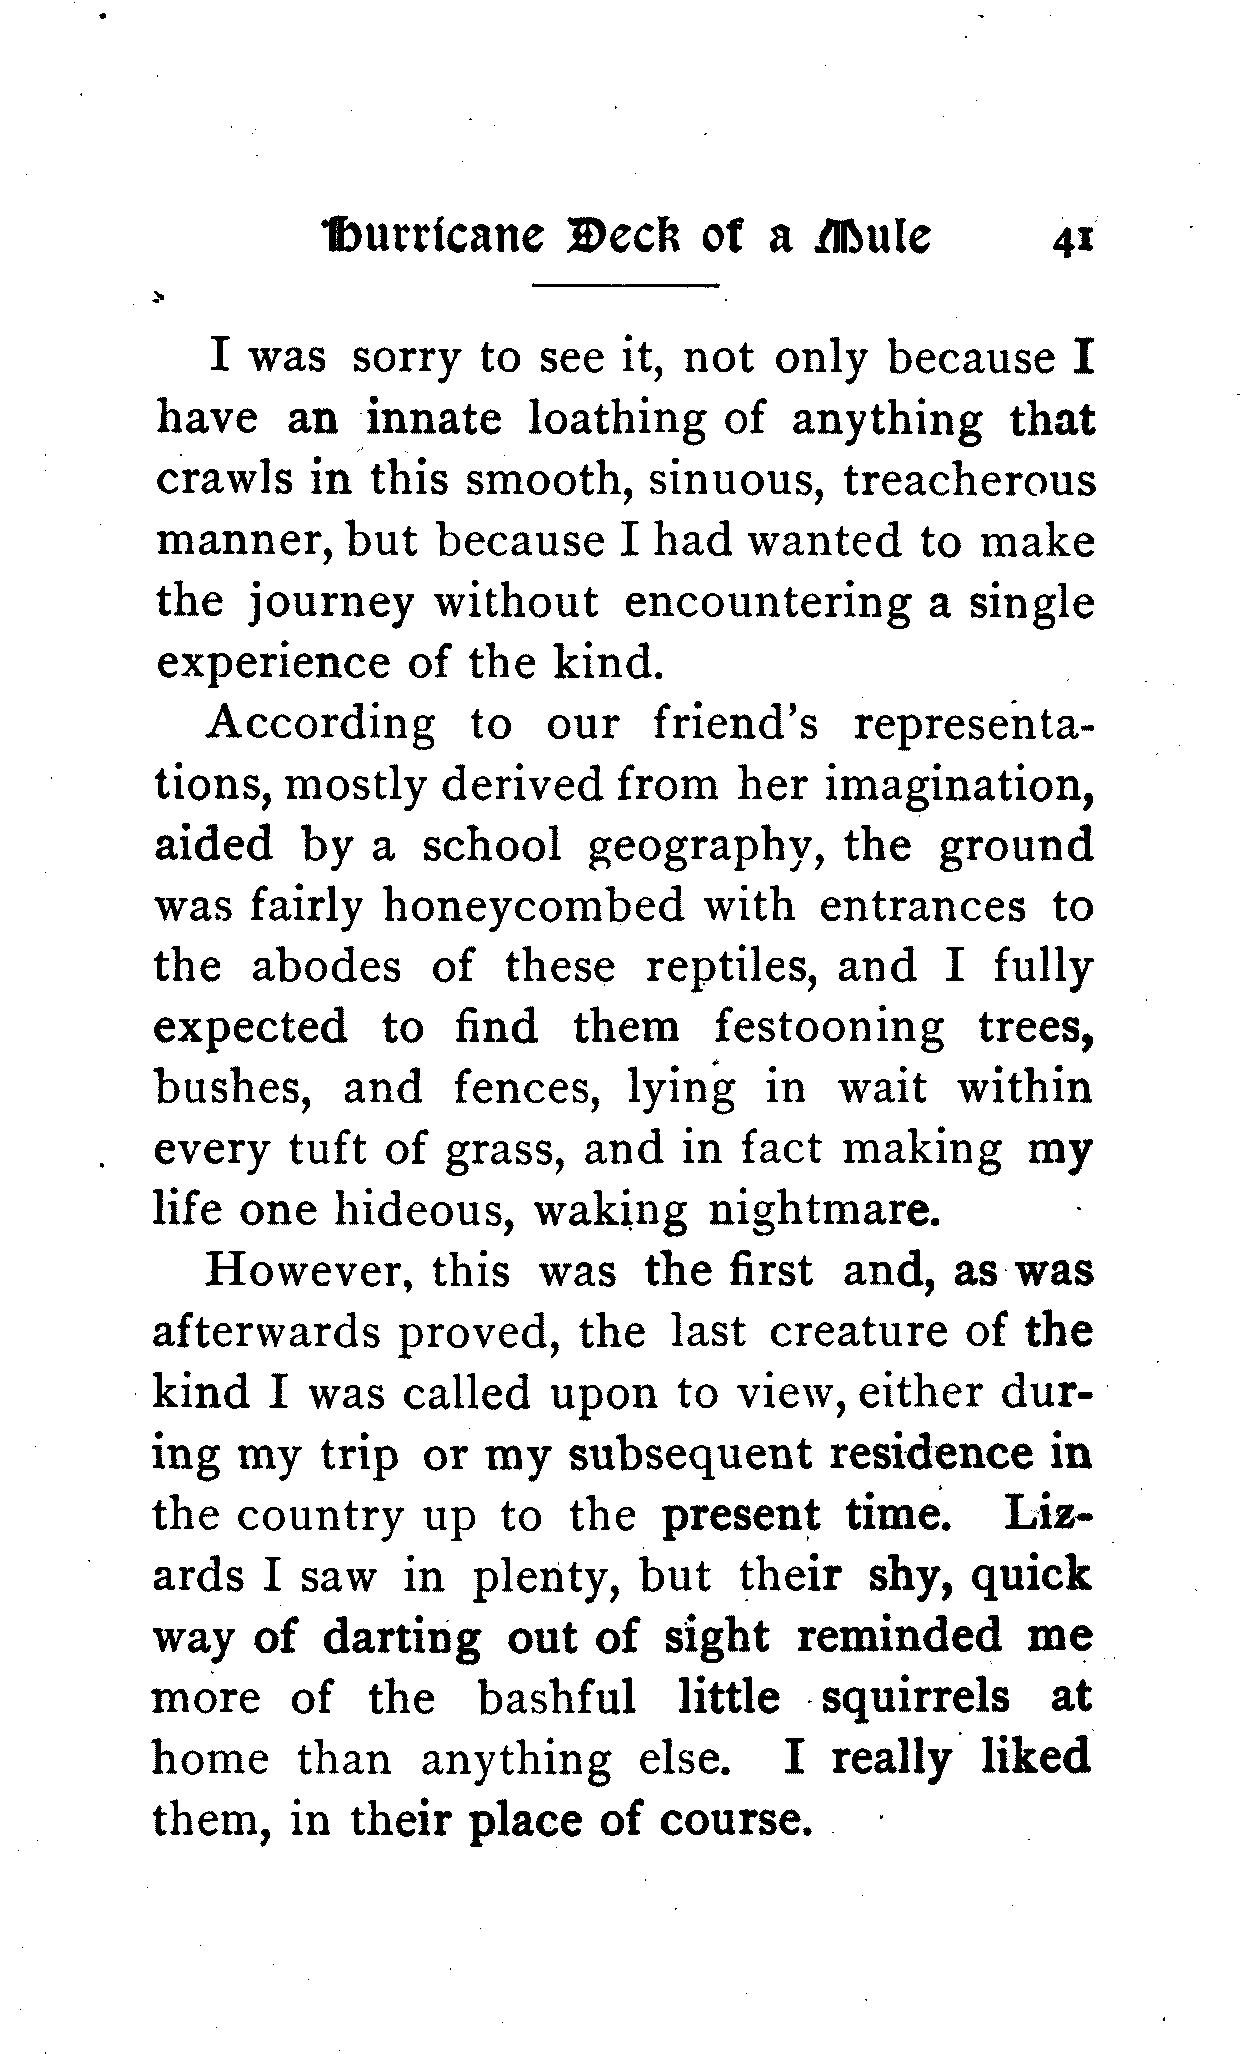 Hurricane Deck of a Mule 41
I was sorry to see it, not only because I
have an innate loathing of anything that
crawls in this smooth, sinuous, treacherous
manner, but because I had wanted to make
the journey without encountering a single
experience of the kind.
According to our friend's representa-
tions, mostly derived from her imagination,
aided by a school geography, the ground
was fairly honeycombed with entrances to
the abodes of these reptiles, and I fully
expected to find them festooning trees,
bushes, and fences, lying in wait within
every tuft of grass, and in fact making my
life one hideous, waking nightmare.
However, this was the first and, as was
afterwards proved, the last creature of the
kind I was called upon to view, either dur-
ing my trip or my subsequent residence in
the country up to the present time. Liz-
ards I saw in plenty, but their shy, quick
way of darting out of sight reminded me
more of the bashful little squirrels at
home than anything else. I really liked
them, in their place of course.